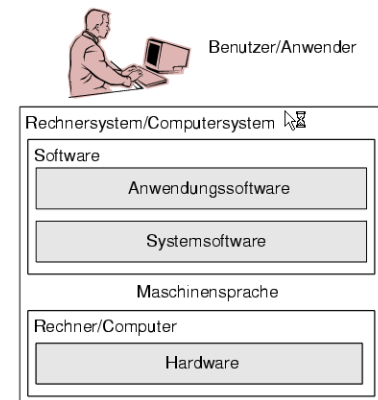 Benutzer/Anwender
Rechnersystem/Computersystem
Software
Anwendungssoftware
Systemsoftware
Maschinensprache
Rechner/Computer
Hardware